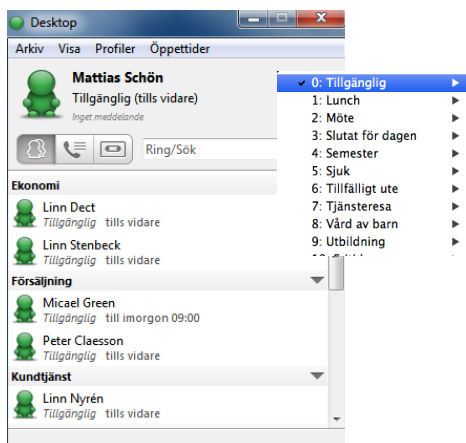 Desktop
Arkiv Visa Profiler Öppettider
Mattias Schön
Tillgänglig (tills vidare)
Inget meddelande
Ring/Sök
Ekonomi
Linn Dect
Tillgänglig tills vidare
Linn Stenbeck
Tillgänglig tills vidare
Försäljning
Micael Green
Tillgänglig till imorgon 09:00
Peter Claesson
Tillgänglig tills vidare
Kundtjänst
Linn Nyrén
Tillgänglig tills vidare
0: Tillgänglig
1: Lunch
2: Möte
3: Slutat för dagen
4: Semester
5: Sjuk
6: Tillfälligt ute
7: Tjänsteresa
8: Vård av barn
9: Utbildning